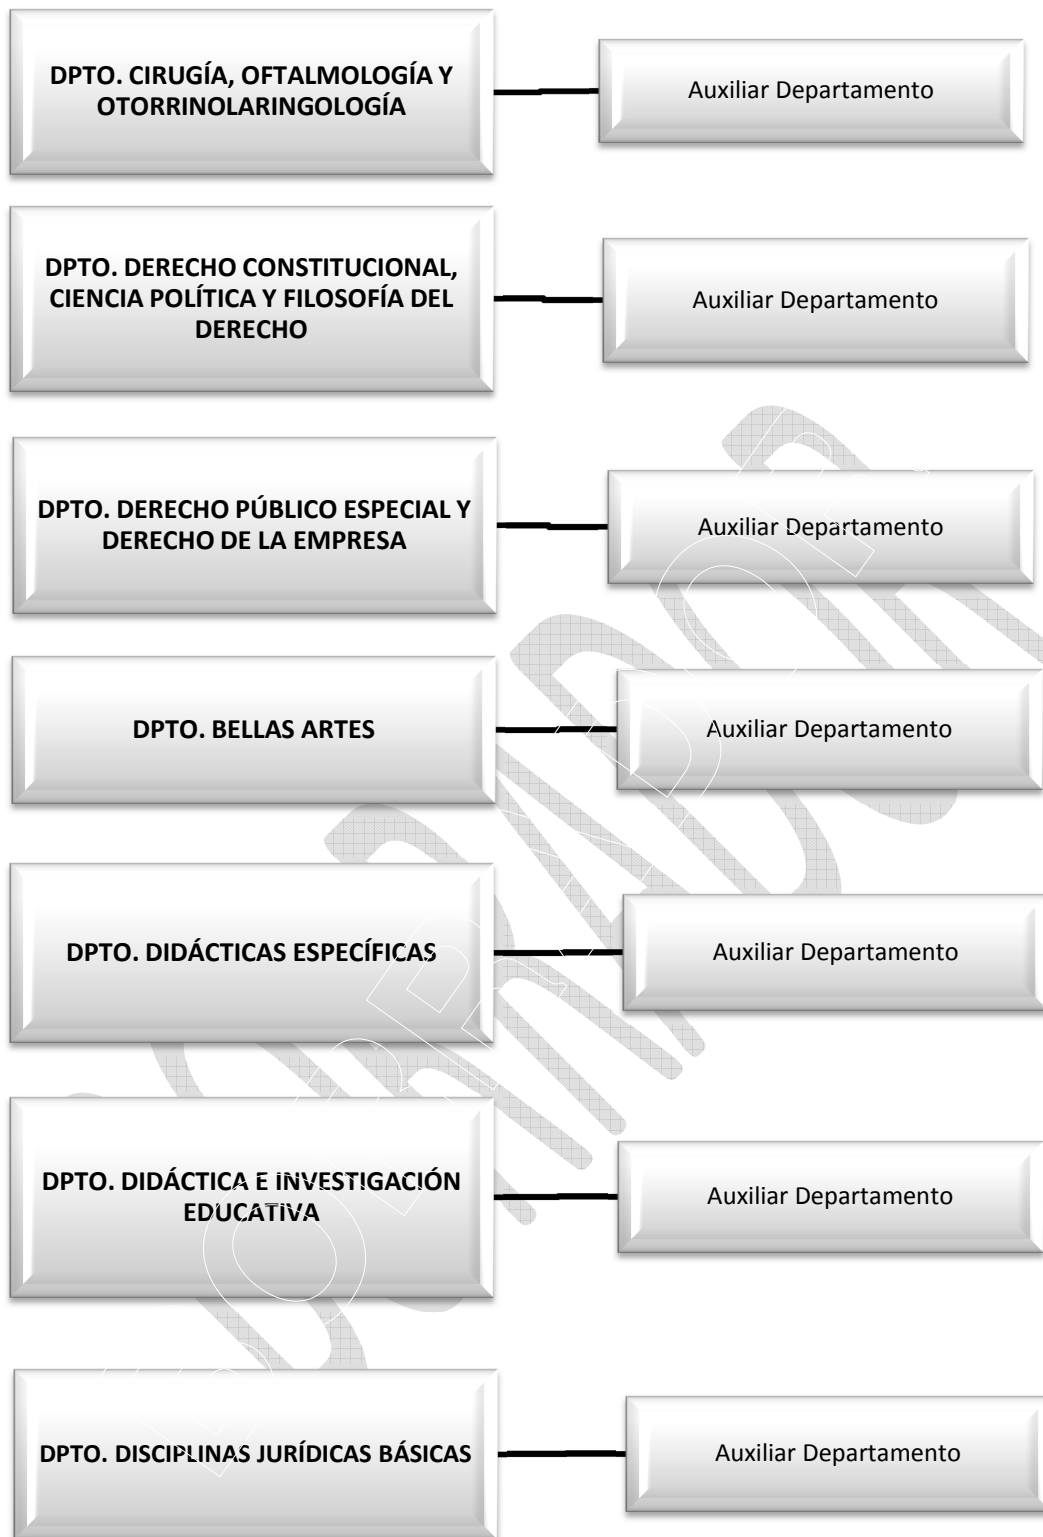 DPTO. CIRUGÍA, OFTALMOLOGÍA Y
OTORRINOLARINGOLOGÍA
Auxiliar Departamento
DPTO. DERECHO CONSTITUCIONAL,
CIENCIA POLÍTICA Y FILOSOFÍA DEL
DERECHO
Auxiliar Departamento
DPTO. DERECHO PÚBLICO ESPECIAL Y
DERECHO DE LA EMPRESA
Auxiliar Departamento
DPTO. BELLAS ARTES
Auxiliar Departamento
DPTO. DIDÁCTICAS ESPECÍFICAS
Auxiliar Departamento
DPTO. DIDÁCTICA E INVESTIGACIÓN
EDUCATIVA
Auxiliar Departamento
DPTO. DISCIPLINAS JURÍDICAS BÁSICAS
Auxiliar Departamento
BORRADOR